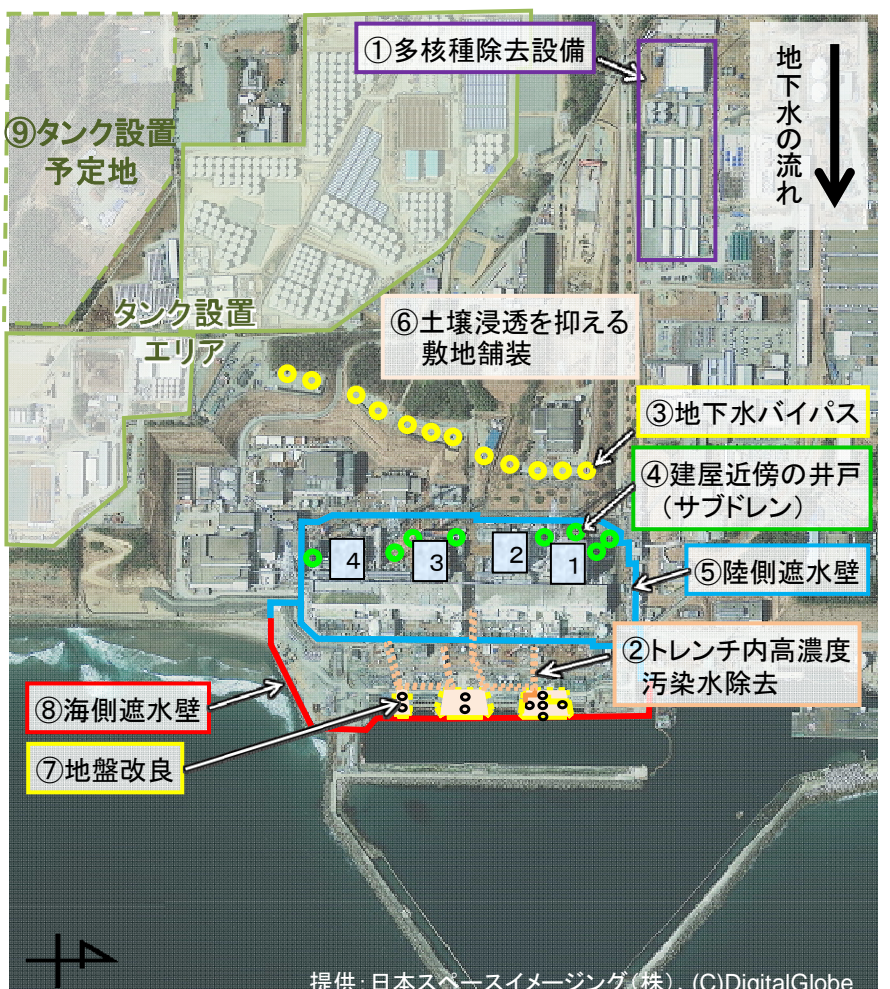 ①多核種除去設備
地下水の流れ
⑨タンク設置
予定地
タンク設置
エリア
⑥土壌浸透を抑える
敷地舗装
③地下水バイパス
④建屋近傍の井戸
（サブドレン）
4
3
2
1
⑤陸側遮水壁
②トレンチ内高濃度
汚染水除去
⑧海側遮水壁
⑦地盤改良
提供：日本スペースイメージング（株）, (C)DigitalGlobe